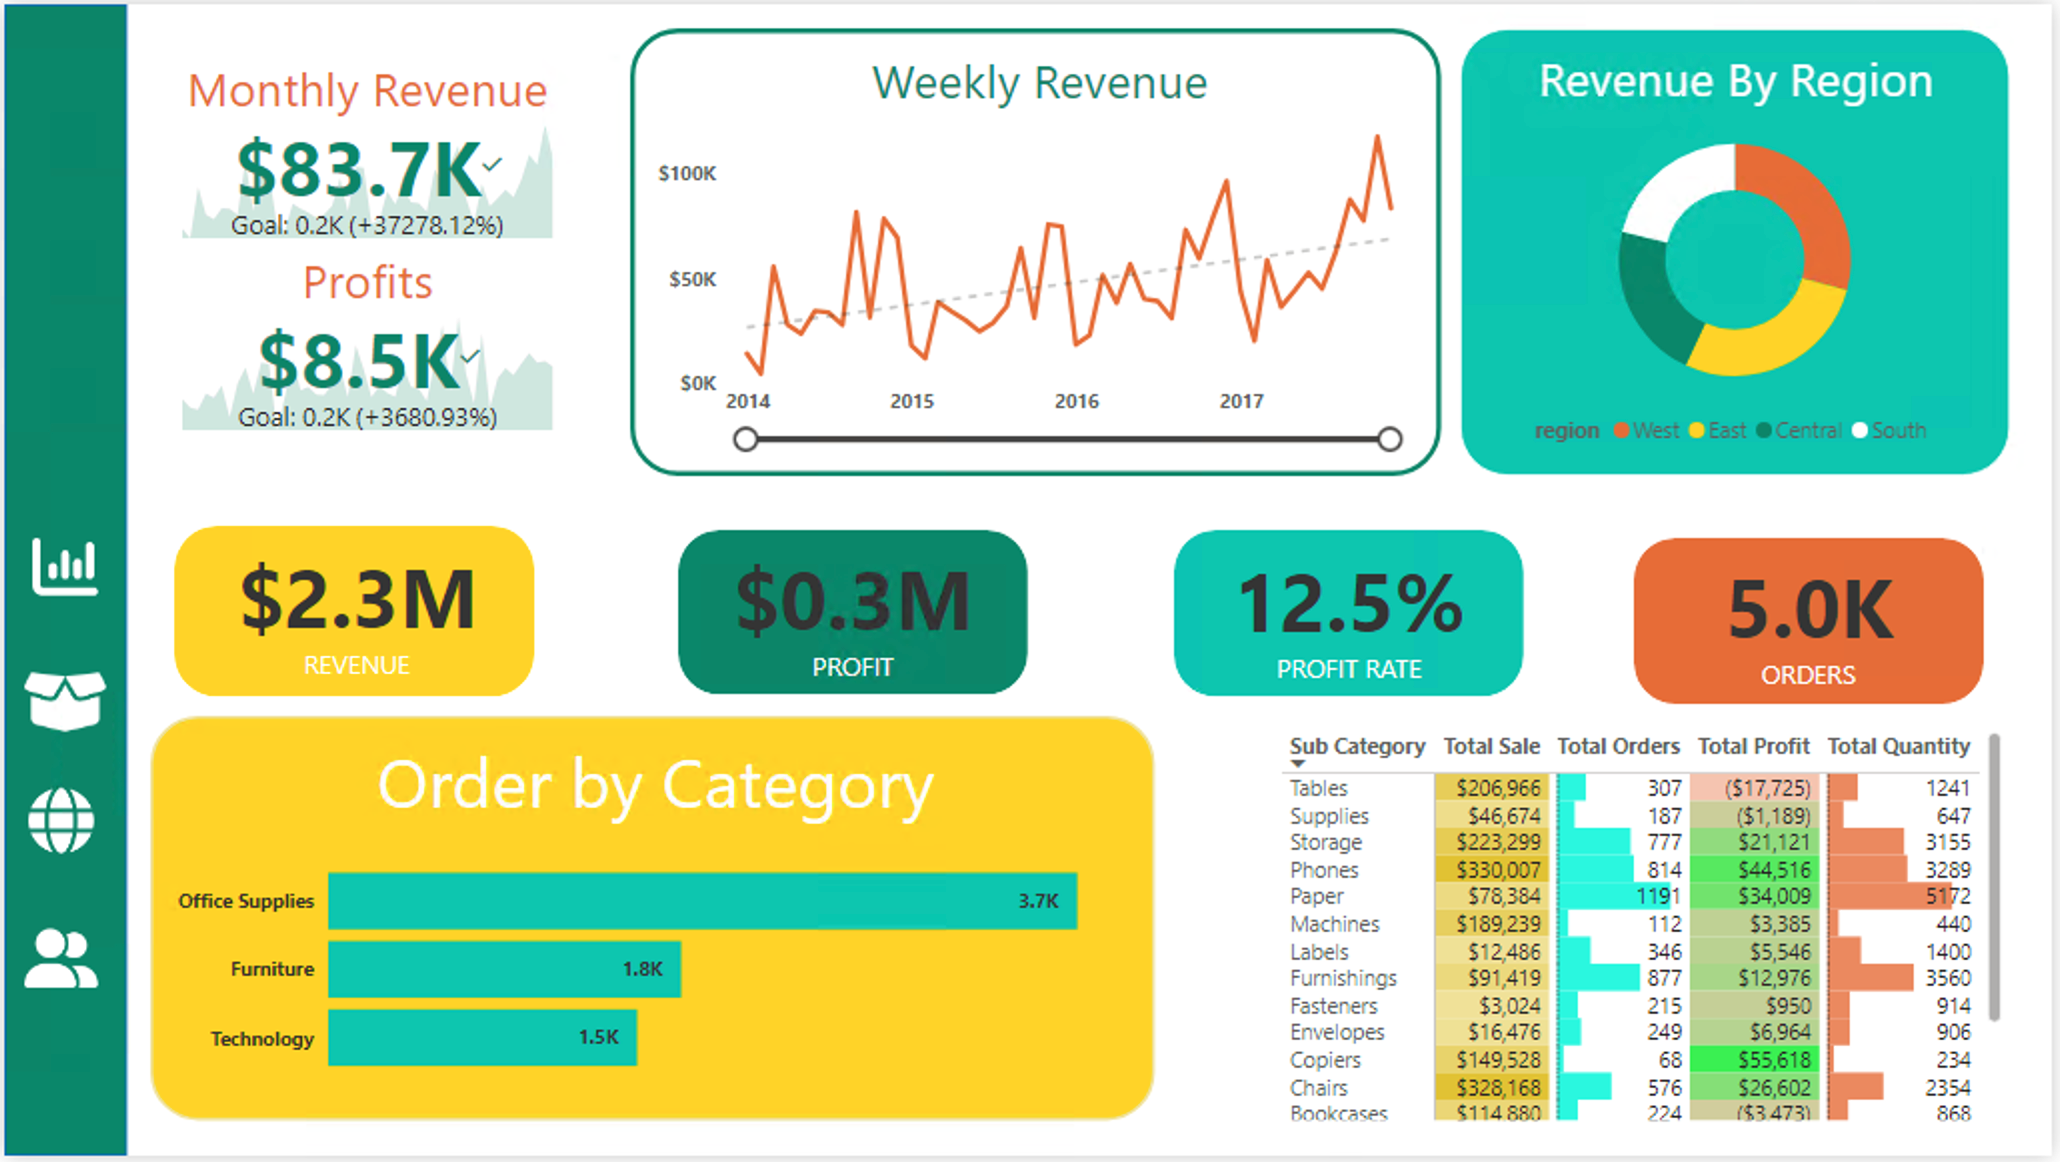 Monthly Revenue
$83.7K
Goal: 0.2K (+37278.12%)
Profits
$8.5K
Goal: 0.2K (+3680.93%)
Weekly Revenue
$100K
$50K
$0K
2014 2015 2016 2017
Revenue By Region
region West East Central South
$2.3M
REVENUE
$0.3M
PROFIT
12.5%
PROFIT RATE
5.0K
ORDERS
Order by Category
Office Supplies 3.7K
Furniture 1.8K
Technology 1.5K
Sub Category Total Sale Total Orders Total Profit Total Quantity
Tables $206,966 307 ($17,725) 1241
Supplies $46,674 187 ($1,189) 647
Storage $223,299 777 $21,121 3155
Phones $330,007 814 $44,516 3289
Paper $78,384 1191 $34,009 5172
Machines $189,239 112 $3,385 440
Labels $12,486 346 $5,546 1400
Furnishings $91,419 877 $12,976 3560
Fasteners $3,024 215 $950 914
Envelopes $16,476 249 $6,964 906
Copiers $149,528 68 $55,618 234
Chairs $328,168 576 $26,602 2354
Bookcases $114,880 224 ($3,473) 868